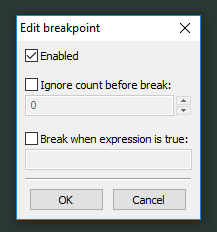 Edit breakpoint
Enabled
Ignore count before break:
0
Break when expression is true:
OK
Cancel